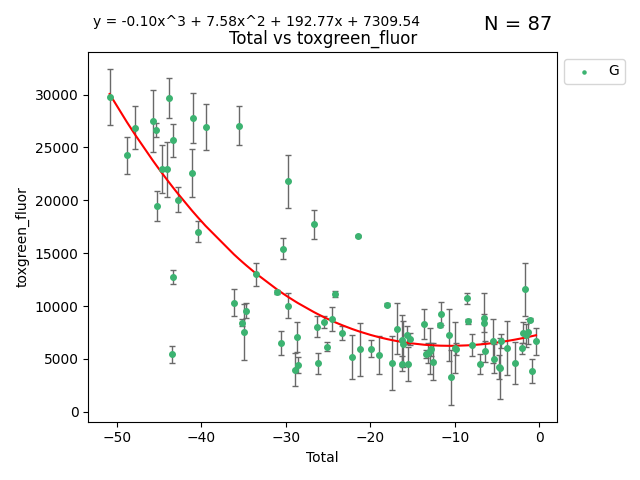 y = -0.10x^3 + 7.58x^2 + 192.77x + 7309.54
N = 87
Total vs toxgreen_fluor
G
30000
25000
20000
15000
10000
5000
0
toxgreen_fluor
−50 −40 −30 −20 −10 0
Total